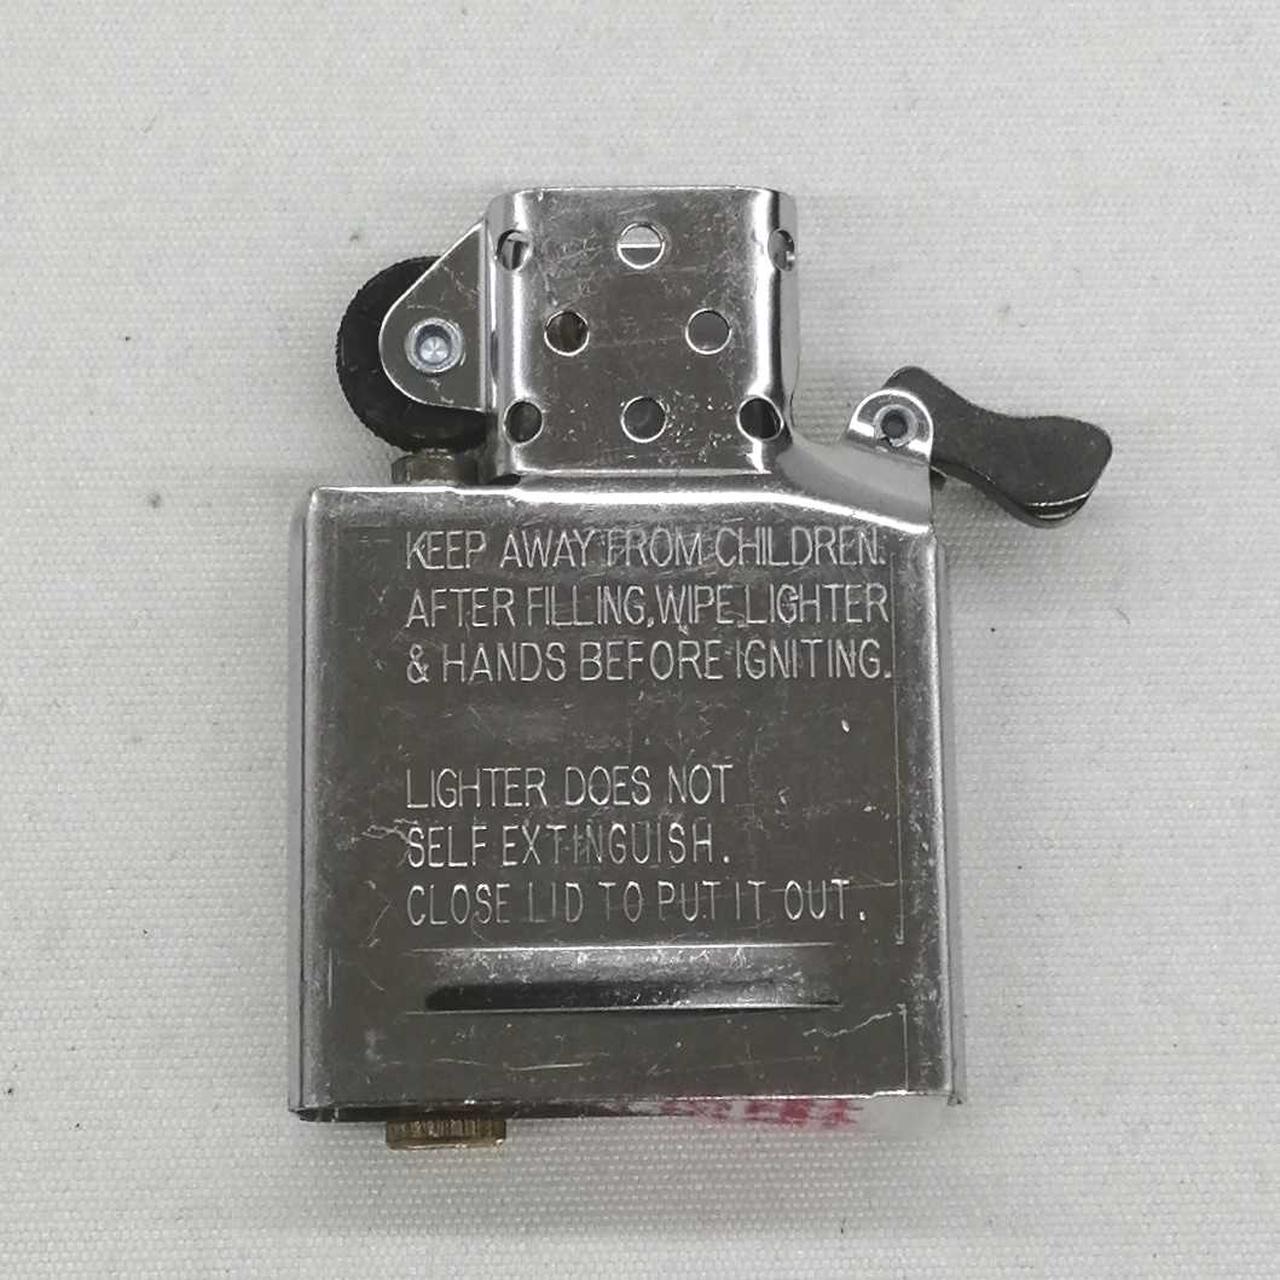 KEEP AWAY FROM CHILDREN.
AFTER FILLING, WIPE LIGHTER
& HANDS BEFORE IGNITING.
LIGHTER DOES NOT
SELF EXTINGUISH.
CLOSE LID TO PUT IT OUT.